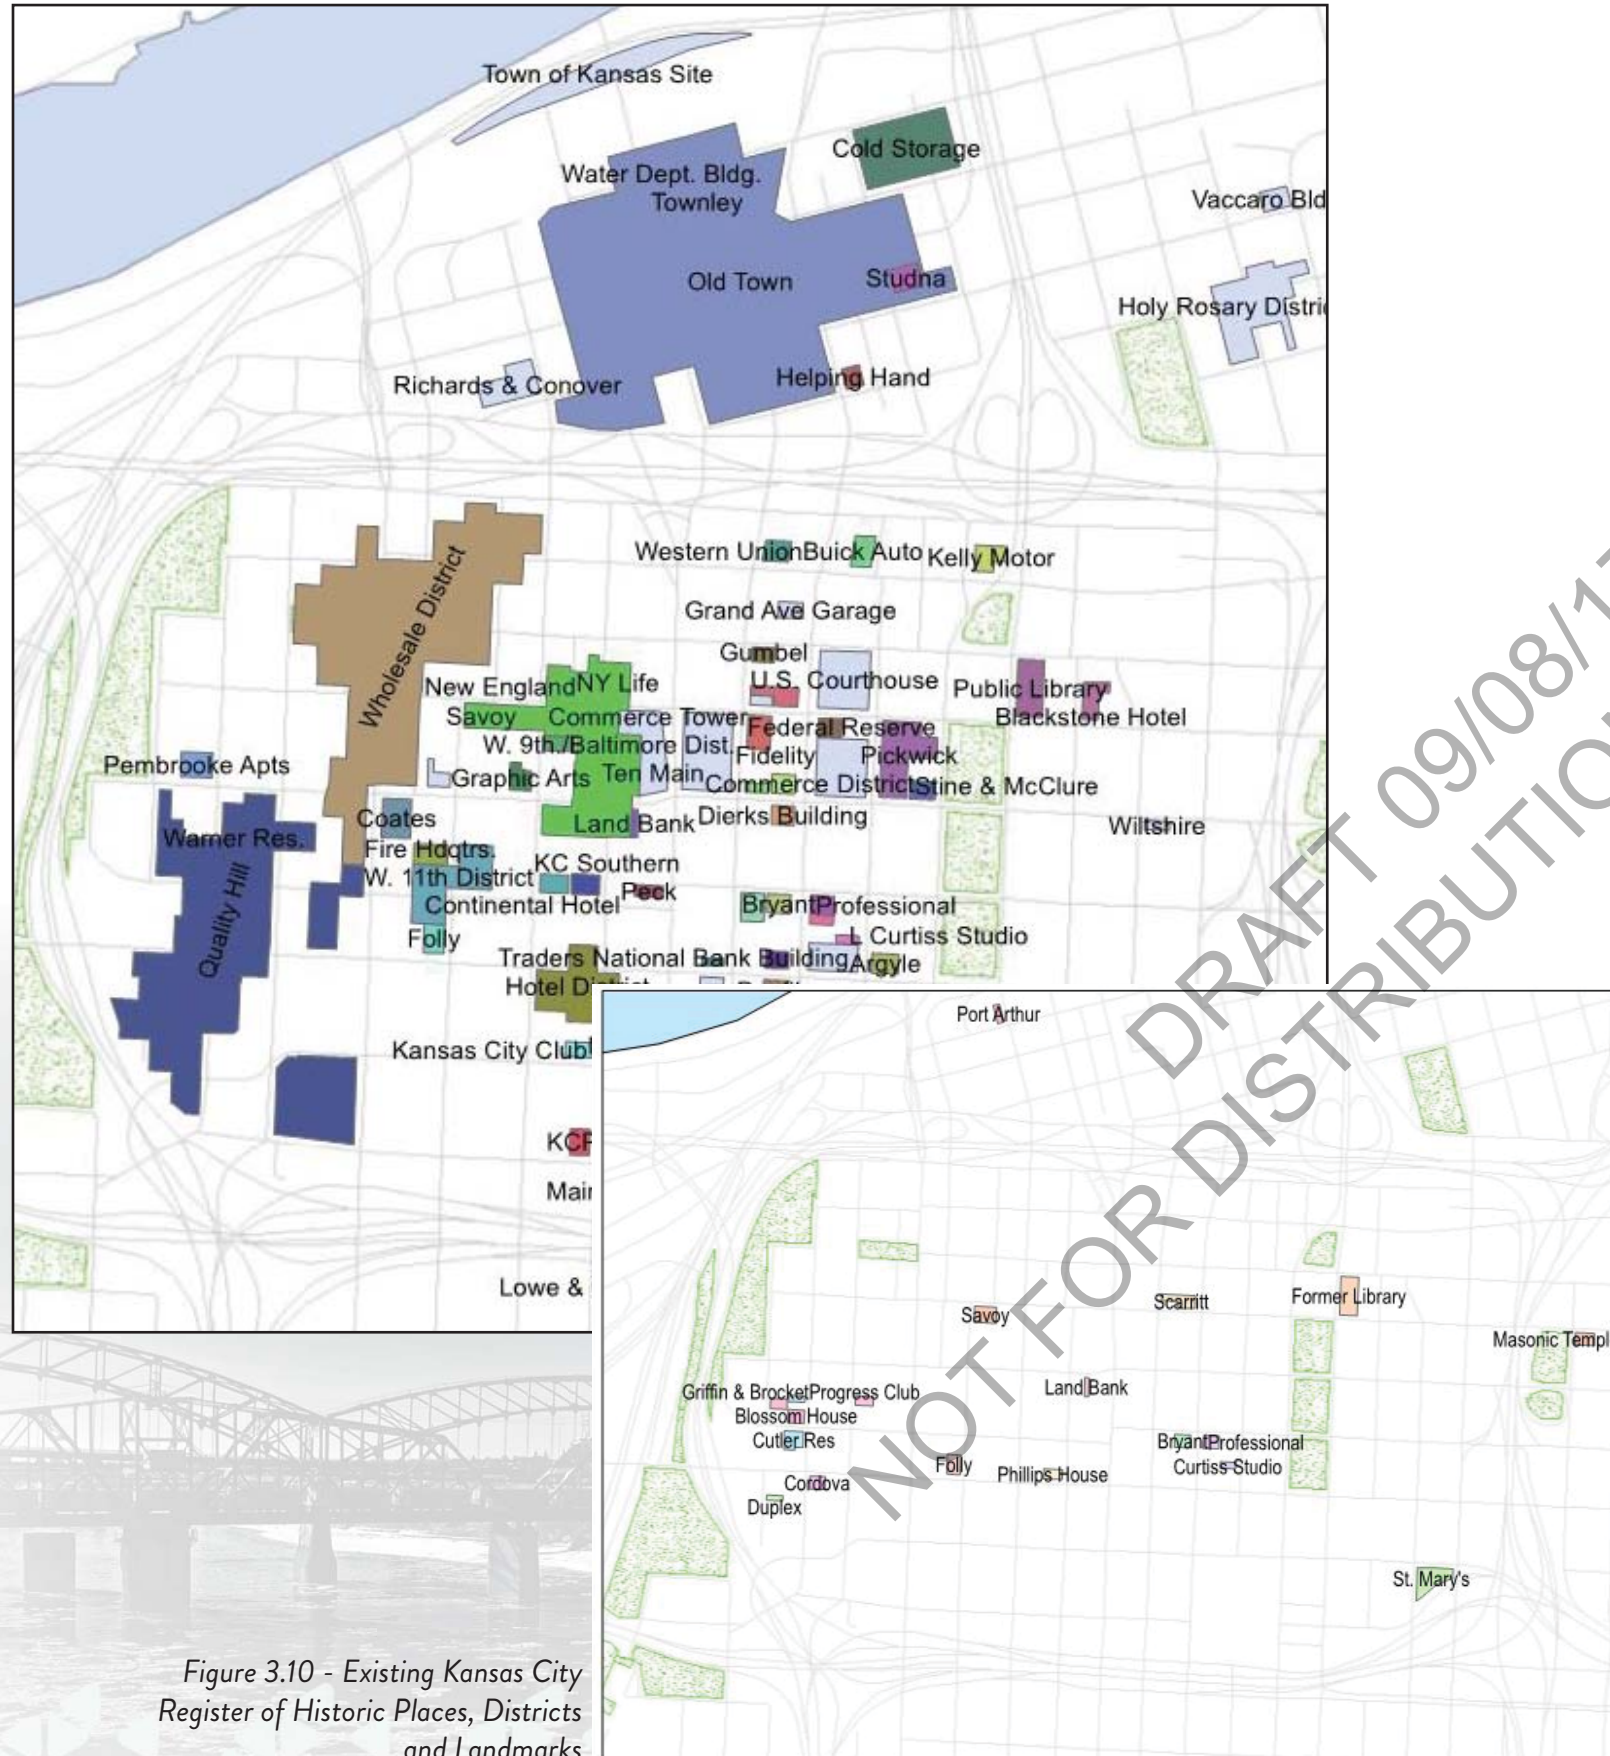 Town of Kansas Site
Cold Storage
Water Dept. Bldg.
Townley
Vaccaro Bld
Old Town
Studna
Holy Rosary Distri
Richards & Conover
Helping Hand
Wholesale District
Western Union
Buick Auto
Kelly Motor
Grand Ave Garage
Gumbel
New England
NY Life
U.S. Courthouse
Public Library
Savoy
Commerce Tower
Federal Reserve
Blackstone Hotel
W. 9th./Baltimore Dist.
Fidelity
Pickwick
Pembrooke Apts
Graphic Arts
Ten Main
Commerce District
Stine & McClure
Coates
Land Bank
Dierks Building
Wiltshire
Warner Res.
Fire Hdqtrs.
KC Southern
W. 11th District
Peck
Quality Hill
Continental Hotel
Bryant
Professional
Folly
L Curtiss Studio
Traders National Bank Building
Argyle
Hotel District
Kansas City Club
KCP
Main
Lowe &
Port Arthur
Savoy
Scarritt
Former Library
Masonic Templ
Griffin & Brocket
Progress Club
Land Bank
Blossom House
Cutler Res
Bryant
Professional
Folly
Phillips House
Curtiss Studio
Cordova
Duplex
St. Mary's
DRAFT 09/08/17
NOT FOR DISTRIBUTIO
Figure 3.10 - Existing Kansas City
Register of Historic Places, Districts
and Landmarks